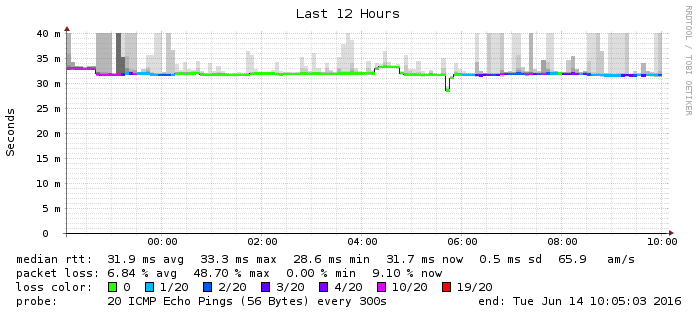 Last 12 Hours
RRDTOOL / TOBI OETIKER
Seconds
40 m
35 m
30 m
25 m
20 m
15 m
10 m
5 m
0
00:00 02:00 04:00 06:00 08:00 10:00
median rtt: 31.9 ms avg 33.3 ms max 28.6 ms min 31.7 ms now 0.5 ms sd 65.9 am/s
packet loss: 6.84 % avg 48.70 % max 0.00 % min 9.10 % now
loss color: 0 1/20 2/20 3/20 4/20 10/20 19/20
probe: 20 ICMP Echo Pings (56 Bytes) every 300s end: Tue Jun 14 10:05:03 2016